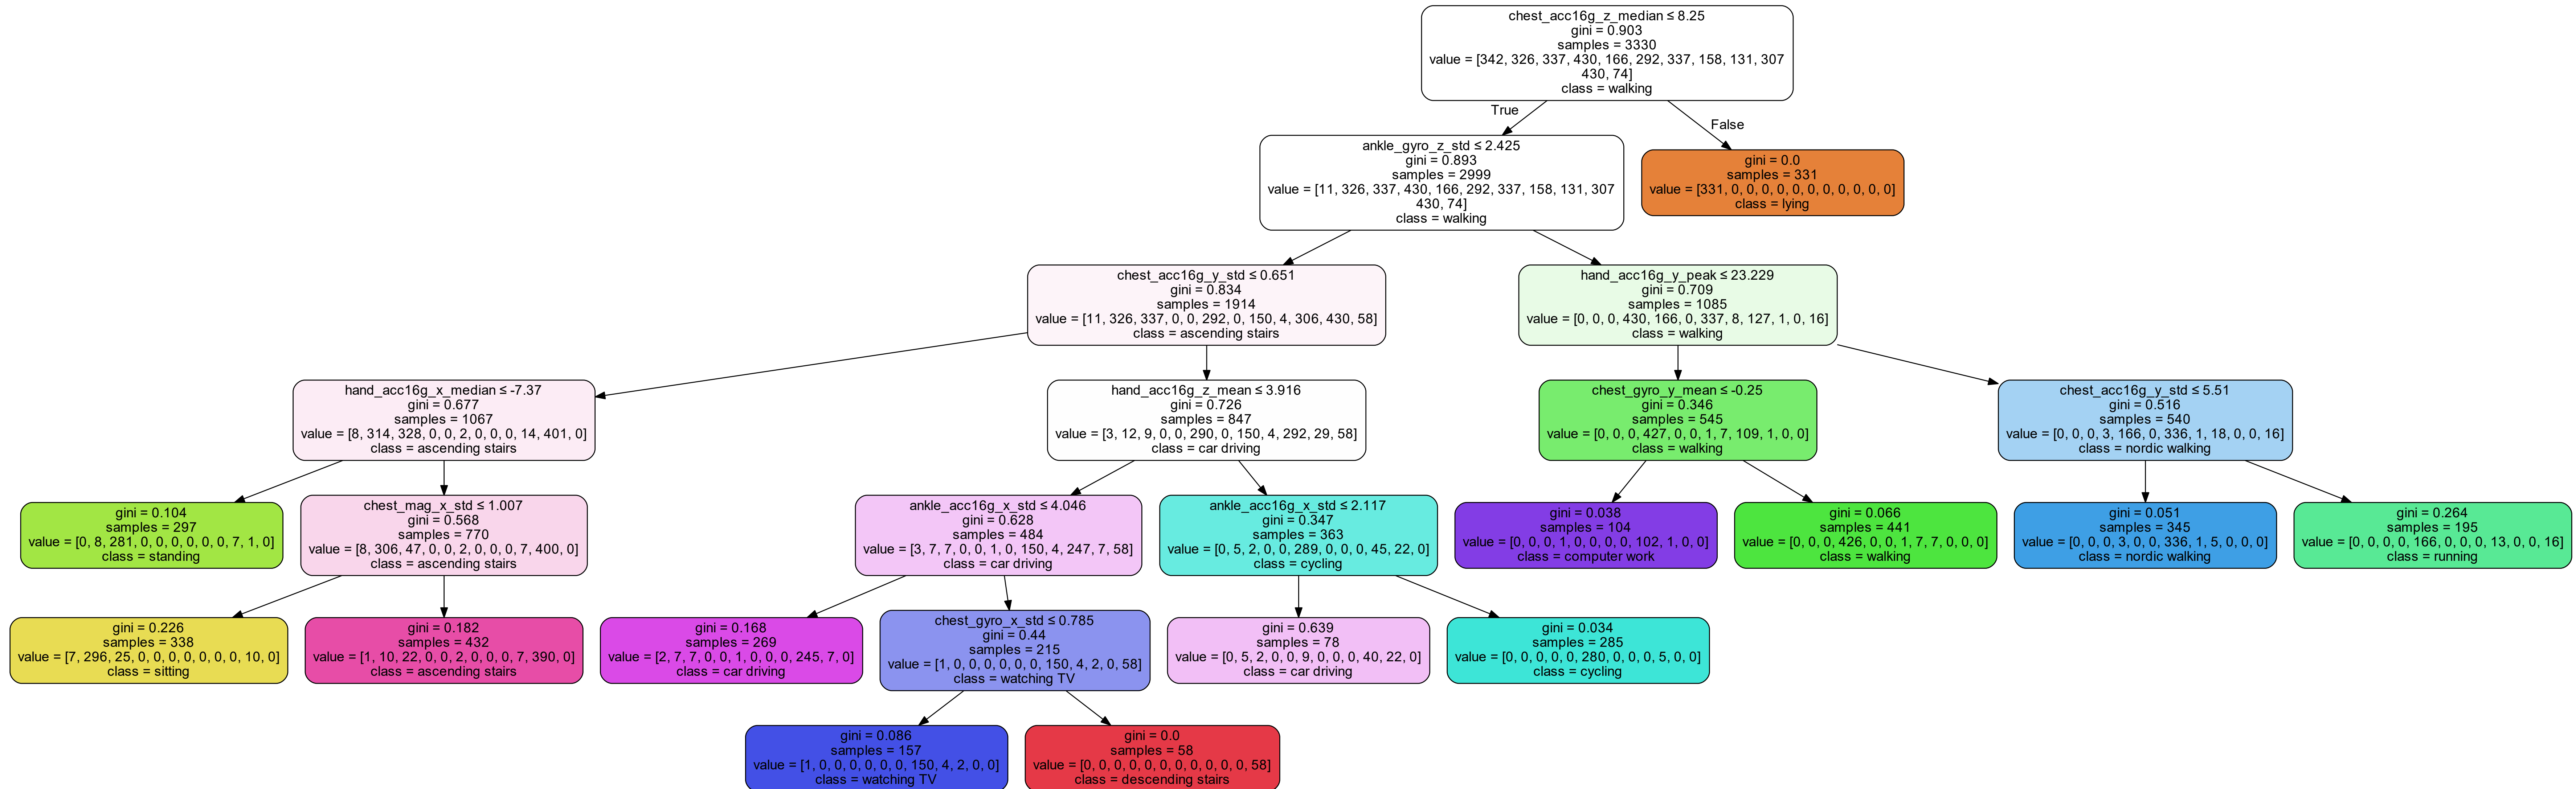 chest_acc16g_z_median ≤ 8.25
gini = 0.903
samples = 3330
value = [342, 326, 337, 430, 166, 292, 337, 158, 131, 307
430, 74]
class = walking
True
False
ankle_gyro_z_std ≤ 2.425
gini = 0.893
samples = 2999
value = [11, 326, 337, 430, 166, 292, 337, 158, 131, 307
430, 74]
class = walking
gini = 0.0
samples = 331
value = [331, 0, 0, 0, 0, 0, 0, 0, 0, 0, 0, 0]
class = lying
chest_acc16g_y_std ≤ 0.651
gini = 0.834
samples = 1914
value = [11, 326, 337, 0, 0, 292, 0, 150, 4, 306, 430, 58]
class = ascending stairs
hand_acc16g_y_peak ≤ 23.229
gini = 0.709
samples = 1085
value = [0, 0, 0, 430, 166, 0, 337, 8, 127, 1, 0, 16]
class = walking
hand_acc16g_x_median ≤ -7.37
gini = 0.677
samples = 1067
value = [8, 314, 328, 0, 0, 2, 0, 0, 0, 14, 401, 0]
class = ascending stairs
hand_acc16g_z_mean ≤ 3.916
gini = 0.726
samples = 847
value = [3, 12, 9, 0, 0, 290, 0, 150, 4, 292, 29, 58]
class = car driving
chest_gyro_y_mean ≤ -0.25
gini = 0.346
samples = 545
value = [0, 0, 0, 427, 0, 0, 1, 7, 109, 1, 0, 0]
class = walking
chest_acc16g_y_std ≤ 5.51
gini = 0.516
samples = 540
value = [0, 0, 0, 3, 166, 0, 336, 1, 18, 0, 0, 16]
class = nordic walking
gini = 0.104
samples = 297
value = [0, 8, 281, 0, 0, 0, 0, 0, 0, 7, 1, 0]
class = standing
chest_mag_x_std ≤ 1.007
gini = 0.568
samples = 770
value = [8, 306, 47, 0, 0, 2, 0, 0, 0, 7, 400, 0]
class = ascending stairs
ankle_acc16g_x_std ≤ 4.046
gini = 0.628
samples = 484
value = [3, 7, 7, 0, 0, 1, 0, 150, 4, 247, 7, 58]
class = car driving
ankle_acc16g_x_std ≤ 2.117
gini = 0.347
samples = 363
value = [0, 5, 2, 0, 0, 289, 0, 0, 0, 45, 22, 0]
class = cycling
gini = 0.038
samples = 104
value = [0, 0, 0, 1, 0, 0, 0, 0, 102, 1, 0, 0]
class = computer work
gini = 0.066
samples = 441
value = [0, 0, 0, 426, 0, 0, 1, 7, 7, 0, 0, 0]
class = walking
gini = 0.051
samples = 345
value = [0, 0, 0, 3, 0, 0, 336, 1, 5, 0, 0, 0]
class = nordic walking
gini = 0.264
samples = 195
value = [0, 0, 0, 0, 166, 0, 0, 0, 13, 0, 0, 16]
class = running
gini = 0.226
samples = 338
value = [7, 296, 25, 0, 0, 0, 0, 0, 0, 0, 10, 0]
class = sitting
gini = 0.182
samples = 432
value = [1, 10, 22, 0, 0, 2, 0, 0, 0, 7, 390, 0]
class = ascending stairs
gini = 0.168
samples = 269
value = [2, 7, 7, 0, 0, 1, 0, 0, 0, 245, 7, 0]
class = car driving
chest_gyro_x_std ≤ 0.785
gini = 0.44
samples = 215
value = [1, 0, 0, 0, 0, 0, 0, 150, 4, 2, 0, 58]
class = watching TV
gini = 0.639
samples = 78
value = [0, 5, 2, 0, 0, 9, 0, 0, 0, 40, 22, 0]
class = car driving
gini = 0.034
samples = 285
value = [0, 0, 0, 0, 0, 280, 0, 0, 0, 5, 0, 0]
class = cycling
gini = 0.086
samples = 157
value = [1, 0, 0, 0, 0, 0, 0, 150, 4, 2, 0, 0]
class = watching TV
gini = 0.0
samples = 58
value = [0, 0, 0, 0, 0, 0, 0, 0, 0, 0, 0, 58]
class = descending stairs